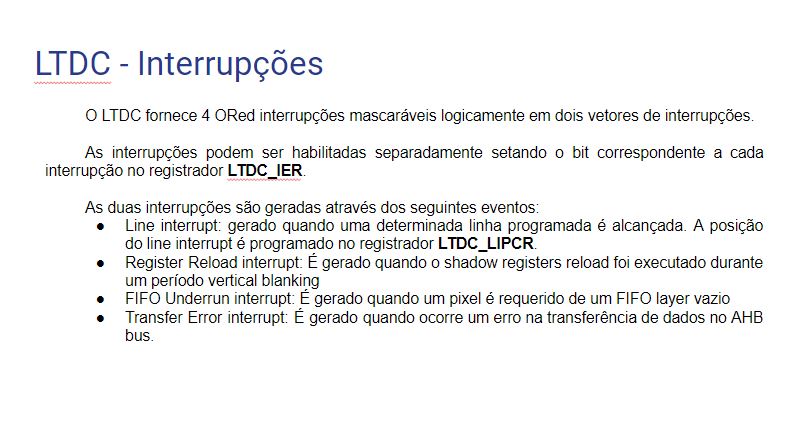 LTDC - Interrupções
O LTDC fornece 4 ORed interrupções mascaráveis logicamente em dois vetores de interrupções.
As interrupções podem ser habilitadas separadamente setando o bit correspondente a cada
interrupção no registrador LTDC_IER.
As duas interrupções são geradas através dos seguintes eventos:
● Line interrupt: gerado quando uma determinada linha programada é alcançada. A posição
do line interrupt é programado no registrador LTDC_LIPCR.
● Register Reload interrupt: É gerado quando o shadow registers reload foi executado durante
um período vertical blanking
● FIFO Underrun interrupt: É gerado quando um pixel é requerido de um FIFO layer vazio
● Transfer Error interrupt: É gerado quando ocorre um erro na transferência de dados no AHB
bus.